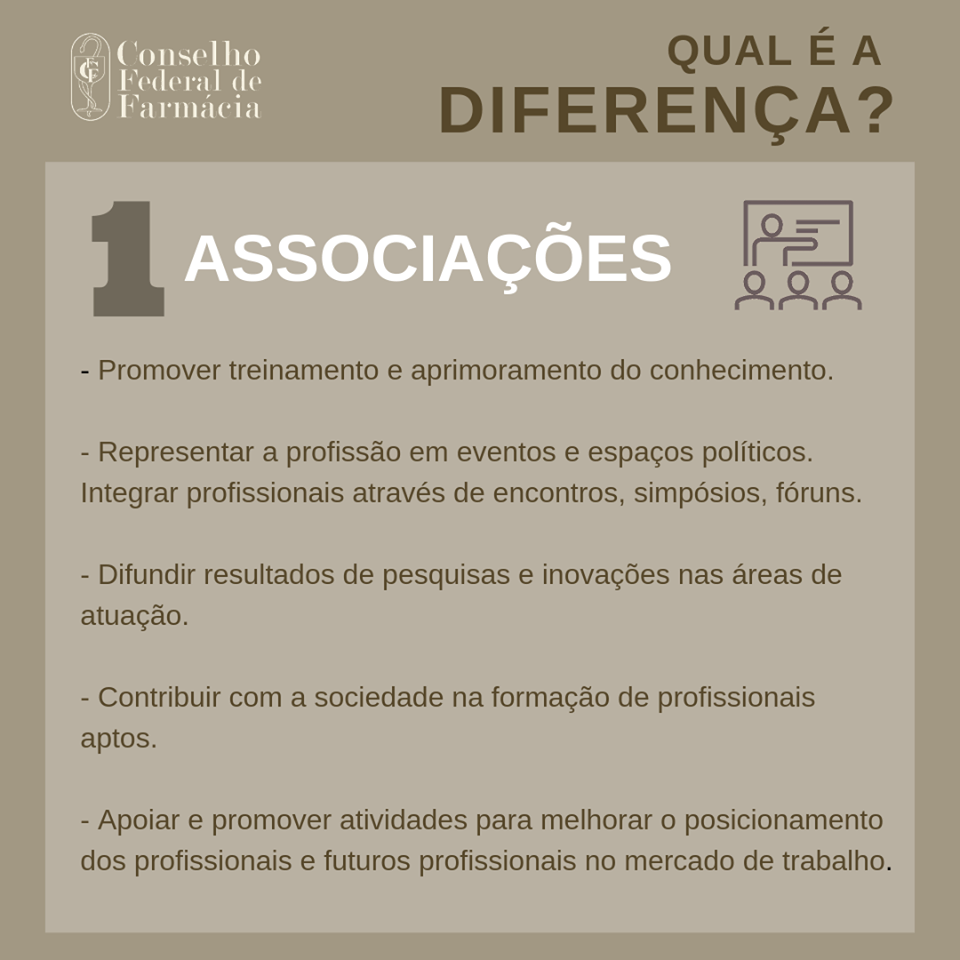 Conselho
Federal de
Farmácia
QUAL É A
DIFERENÇA?
1
ASSOCIAÇÕES
- Promover treinamento e aprimoramento do conhecimento.
- Representar a profissão em eventos e espaços políticos.
Integrar profissionais através de encontros, simpósios, fóruns.
- Difundir resultados de pesquisas e inovações nas áreas de
atuação.
- Contribuir com a sociedade na formação de profissionais
aptos.
- Apoiar e promover atividades para melhorar o posicionamento
dos profissionais e futuros profissionais no mercado de trabalho.